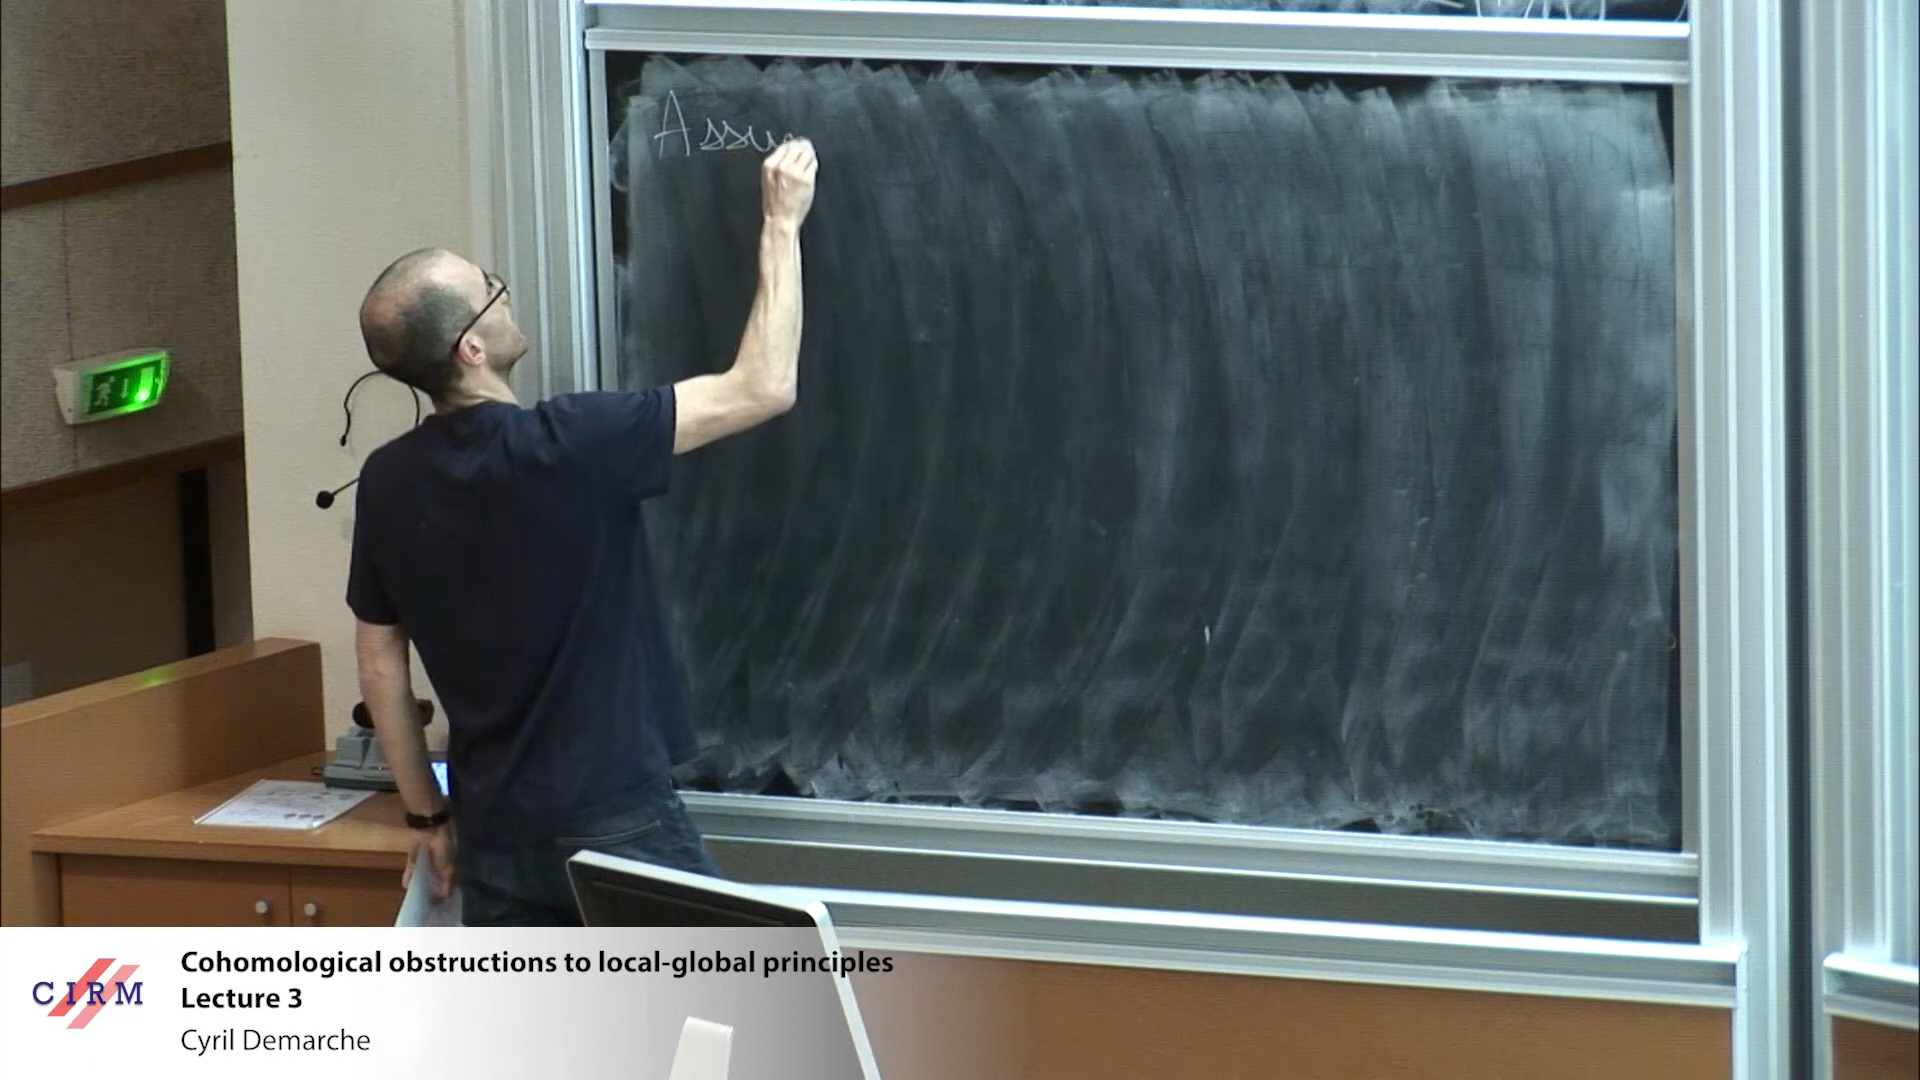 Assu
CIRM
Cohomological obstructions to local-global principles
Lecture 3
Cyril Demarche